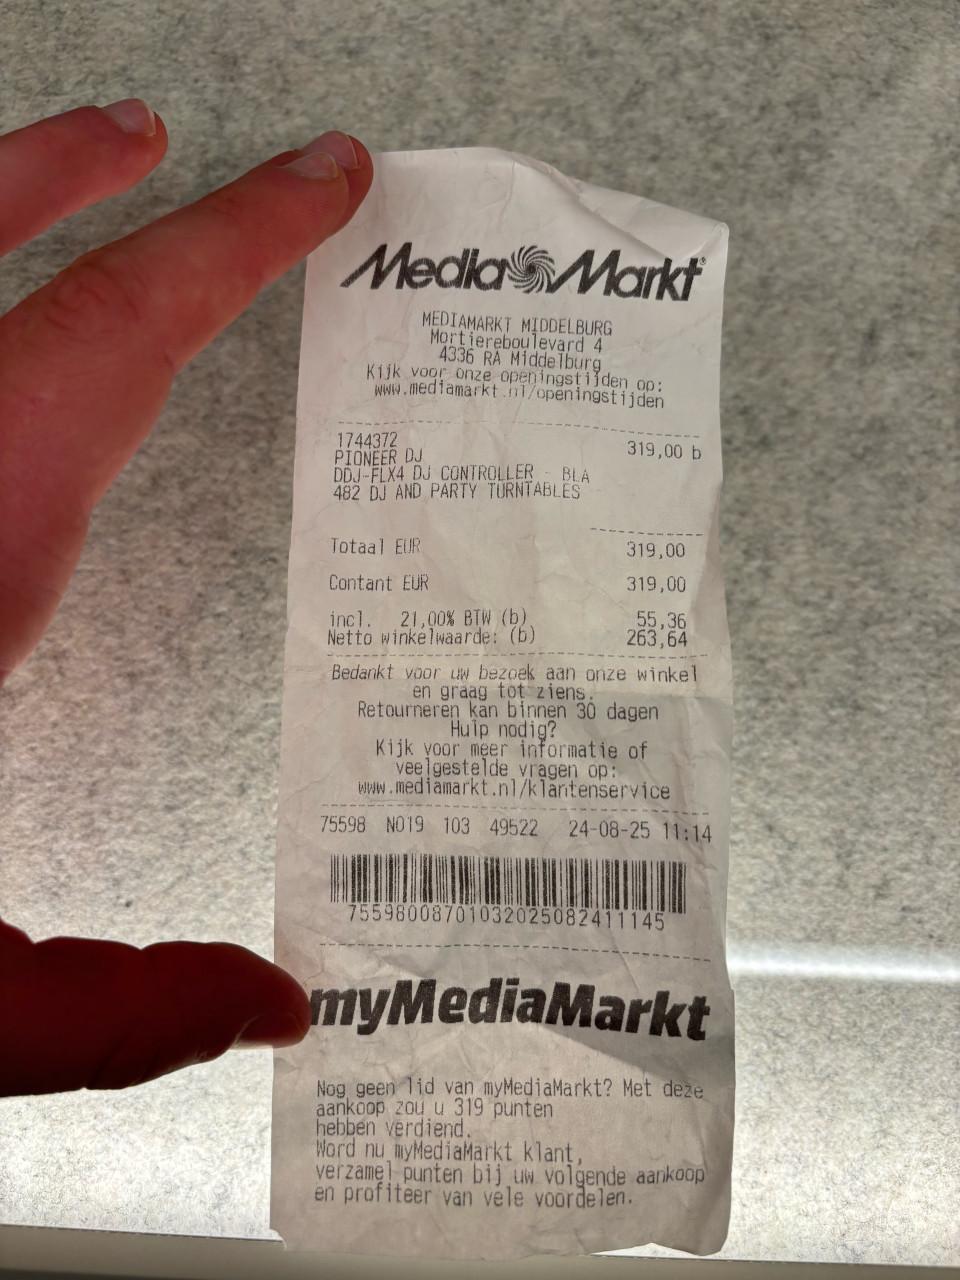 MediaMarkt®
MEDIAMARKT MIDDELBURG
Mortiereboulevard 4
4336 RA Middelburg
Kijk voor onze openingstijden op:
www.mediamarkt.nl/openingstijden
1744372
PIONEER DJ 319,00 b
DDJ-FLX4 DJ CONTROLLER - BLA
482 DJ AND PARTY TURNTABLES
Totaal EUR 319,00
Contant EUR 319,00
incl. 21,00% BTW (b) 55,36
Netto winkelwaarde: (b) 263,64
Bedankt voor uw bezoek aan onze winkel
en graag tot ziens.
Retourneren kan binnen 30 dagen
Hulp nodig?
Kijk voor meer informatie of
veelgestelde vragen op:
www.mediamarkt.nl/klantenservice
75598 N019 103 49522 24-08-25 11:14
7559800870103202508241​1145
myMediaMarkt
Nog geen lid van myMediaMarkt? Met deze
aankoop zou u 319 punten
hebben verdiend.
Word nu myMediaMarkt klant,
verzamel punten bij uw volgende aankoop
en profiteer van vele voordelen.